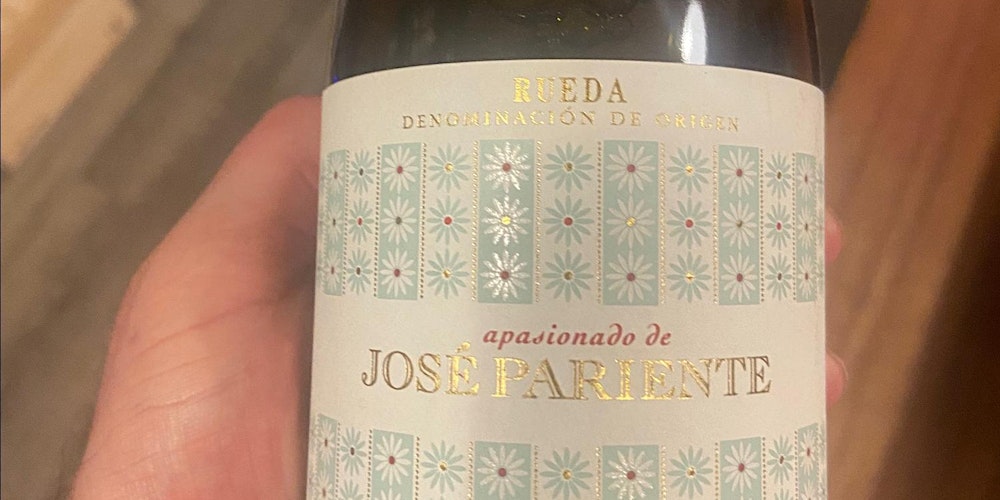 RUEDA
DENOMINACIÓN DE ORIGEN
apasionado de
JOSÉ PARIENTE